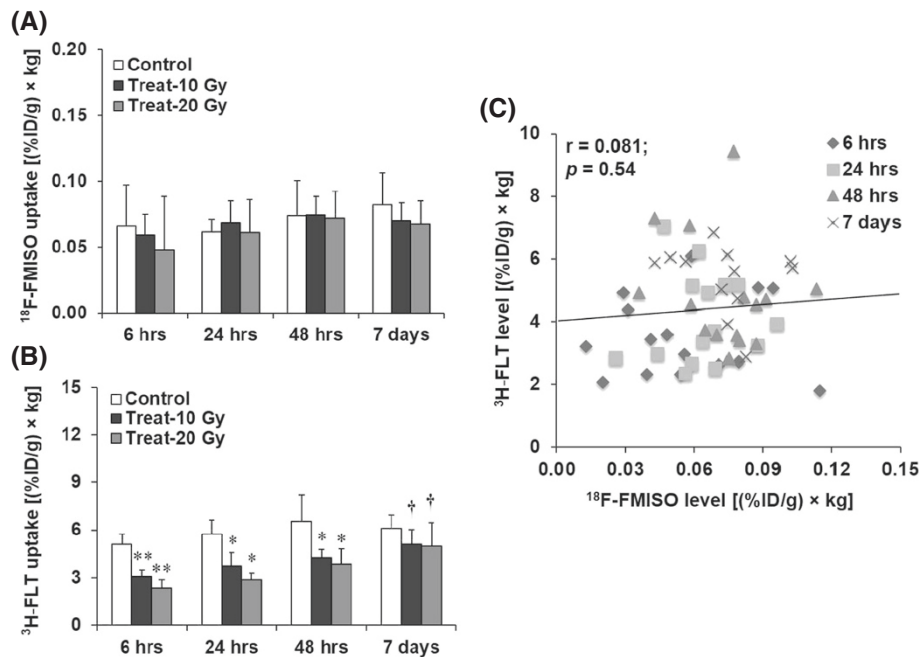 (A)
0.20
0.15
0.10
0.05
0.00
¹⁸F-FMISO uptake [(%ID/g) × kg]
Control
Treat-10 Gy
Treat-20 Gy
6 hrs 24 hrs 48 hrs 7 days
(B)
15
12
9
6
3
0
³H-FLT uptake [(%ID/g) × kg]
Control
Treat-10 Gy
Treat-20 Gy
** ** * * * * † †
6 hrs 24 hrs 48 hrs 7 days
(C)
10
8
6
4
2
0
³H-FLT level [(%ID/g) × kg]
r = 0.081;
p = 0.54
6 hrs
24 hrs
48 hrs
7 days
0.00 0.03 0.06 0.09 0.12 0.15
¹⁸F-FMISO level [(%ID/g) × kg]